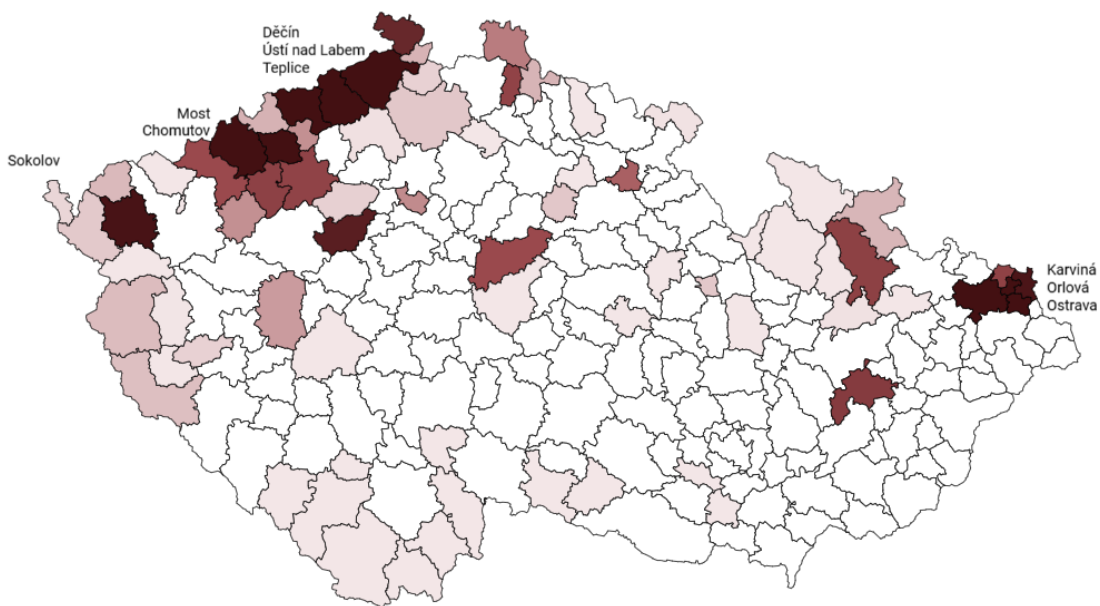 Děčín
Ústí nad Labem
Teplice
Most
Chomutov
Sokolov
Karviná
Orlová
Ostrava